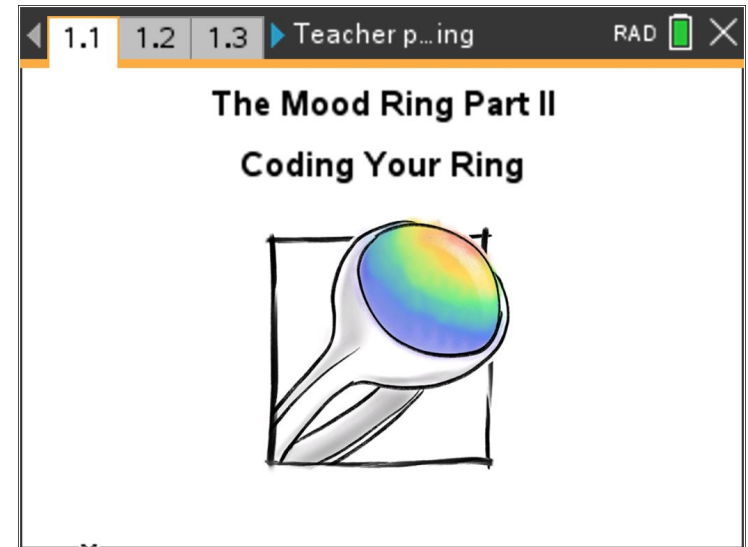 1.1 1.2 1.3 Teacher p...ing RAD
The Mood Ring Part II
Coding Your Ring